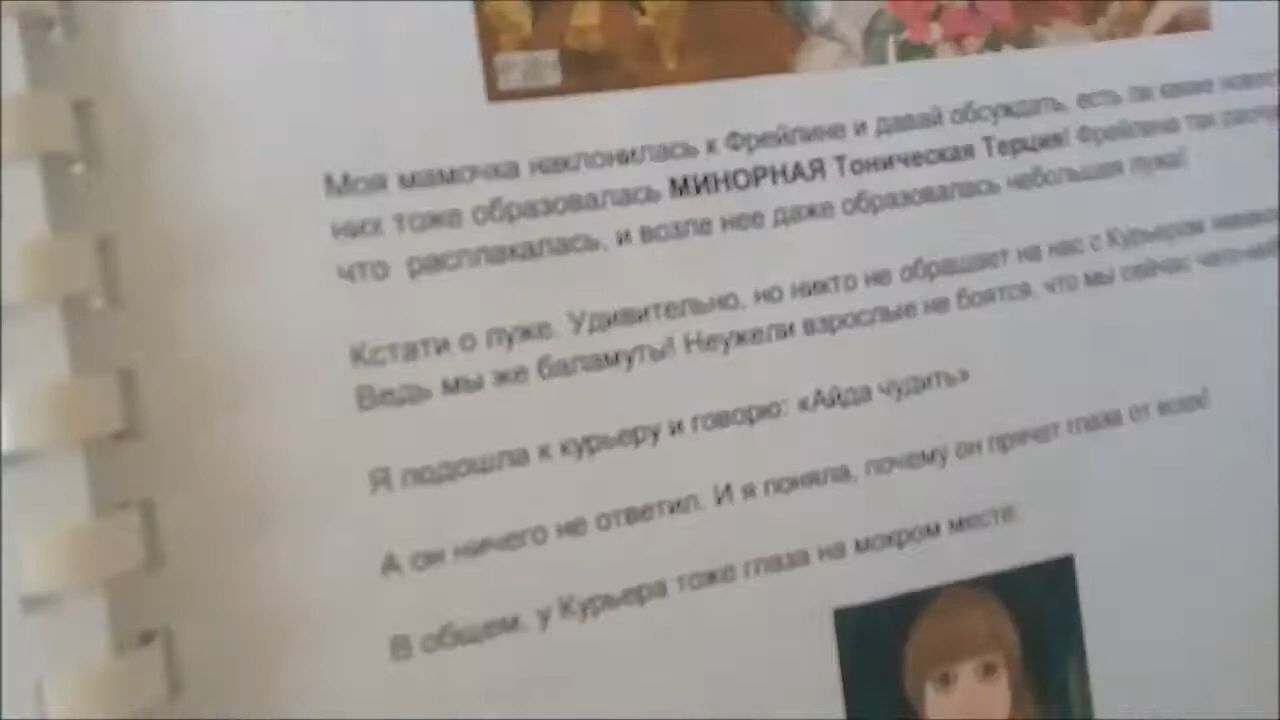 Моя мамочка наклонилась к Фрейлине и давай обсуждать, есть ли какие
них тоже образовалась МИНОРНАЯ Тоническая Терция! Фрейлина так
что расплакалась, и возле нее даже образовалась небольшая лужа!
Кстати о луже. Удивительно, но никто не обращает на нас с Курьером
Ведь мы же баламуты! Неужели взрослые не боятся, что мы сейчас
Я подошла к курьеру и говорю: «Айда чудить»
А он ничего не ответил. И я поняла, почему он прячет глаза от всех!
В общем, у Курьера тоже глаза на мокром месте.